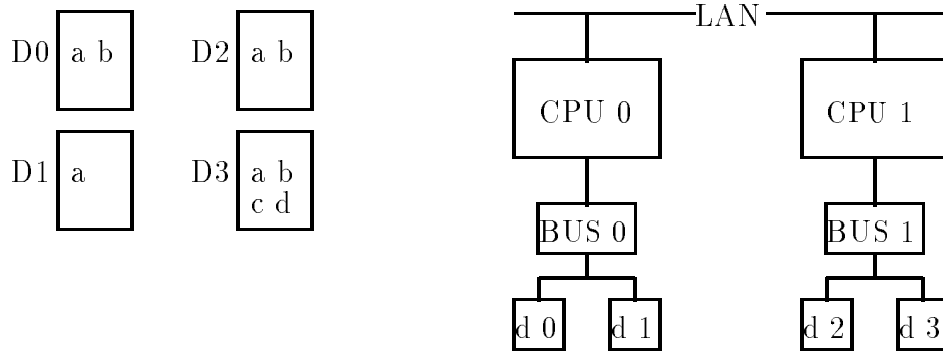 D0 a b
D2 a b
D1 a
D3 a b
c d
LAN
CPU 0
CPU 1
BUS 0
BUS 1
d 0
d 1
d 2
d 3